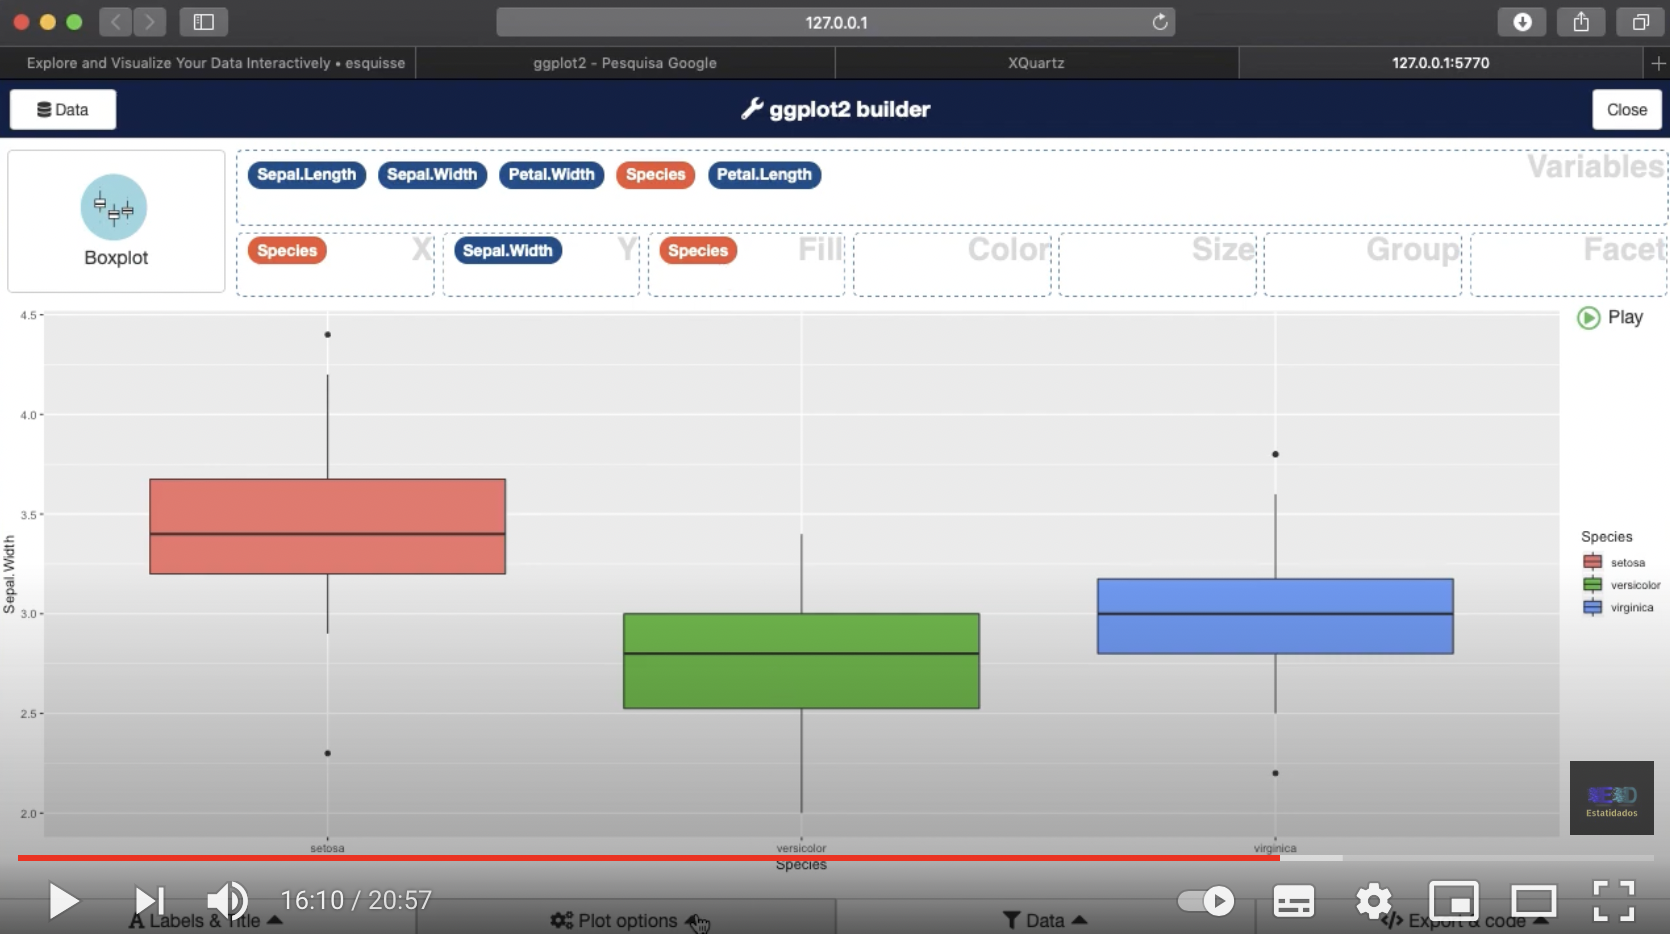 127.0.0.1
Explore and Visualize Your Data Interactively • esquisse
ggplot2 - Pesquisa Google
XQuartz
127.0.0.1:5770
Data
ggplot2 builder
Close
Boxplot
Sepal.Length Sepal.Width Petal.Width Species Petal.Length
Variables
Species X
Sepal.Width Y
Species Fill
Color
Size
Group
Facet
Play
4.5
4.0
3.5
3.0
2.5
2.0
Sepal.Width
setosa
versicolor
virginica
Species
Species
setosa
versicolor
virginica
Estatidados
16:10 / 20:57
Labels & Title
Plot options
Data
Export & code